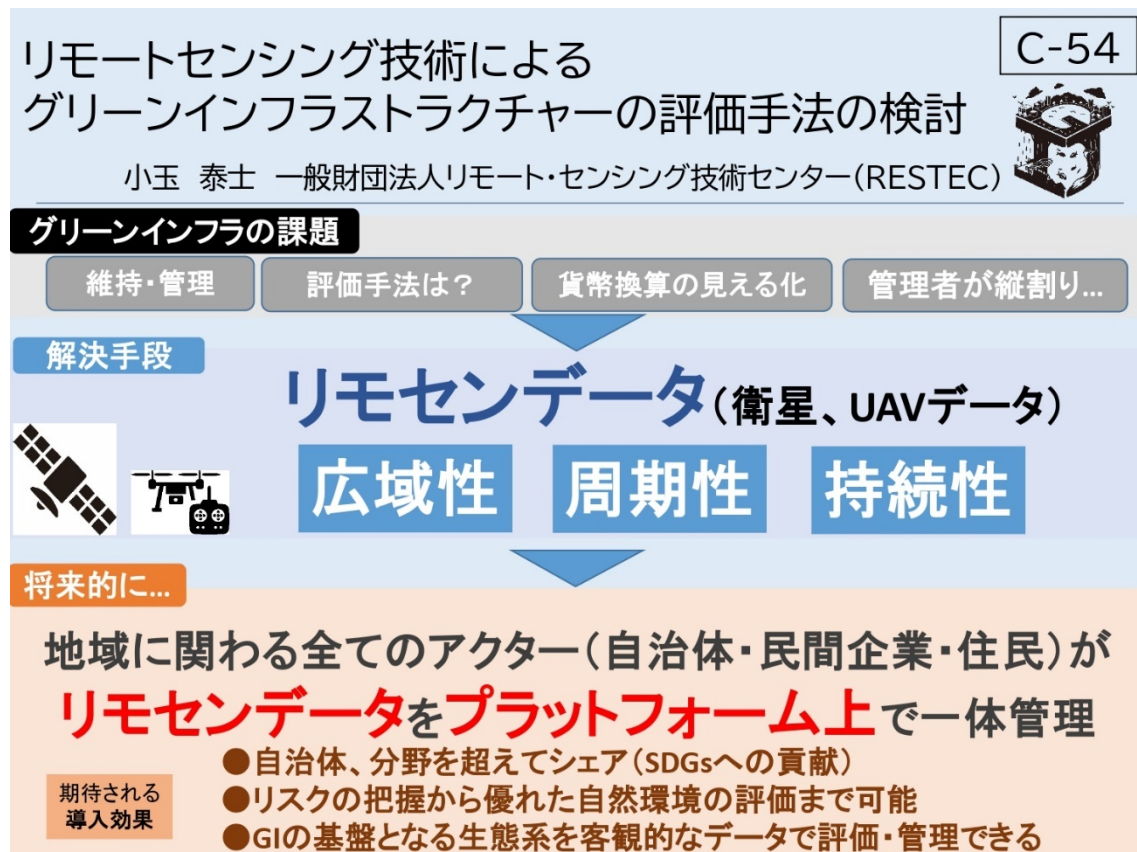 リモートセンシング技術による
C-54
グリーンインフラストラクチャーの評価手法の検討
小玉 泰士 一般財団法人リモート・センシング技術センター(RESTEC)
グリーンインフラの課題
維持・管理
評価手法は？
貨幣換算の見える化
管理者が縦割り…
解決手段
リモセンデータ(衛星、UAVデータ)
広域性
周期性
持続性
将来的に…
地域に関わる全てのアクター(自治体・民間企業・住民)が
リモセンデータをプラットフォーム上で一体管理
期待される
導入効果
●自治体、分野を超えてシェア(SDGsへの貢献)
●リスクの把握から優れた自然環境の評価まで可能
●GIの基盤となる生態系を客観的なデータで評価・管理できる